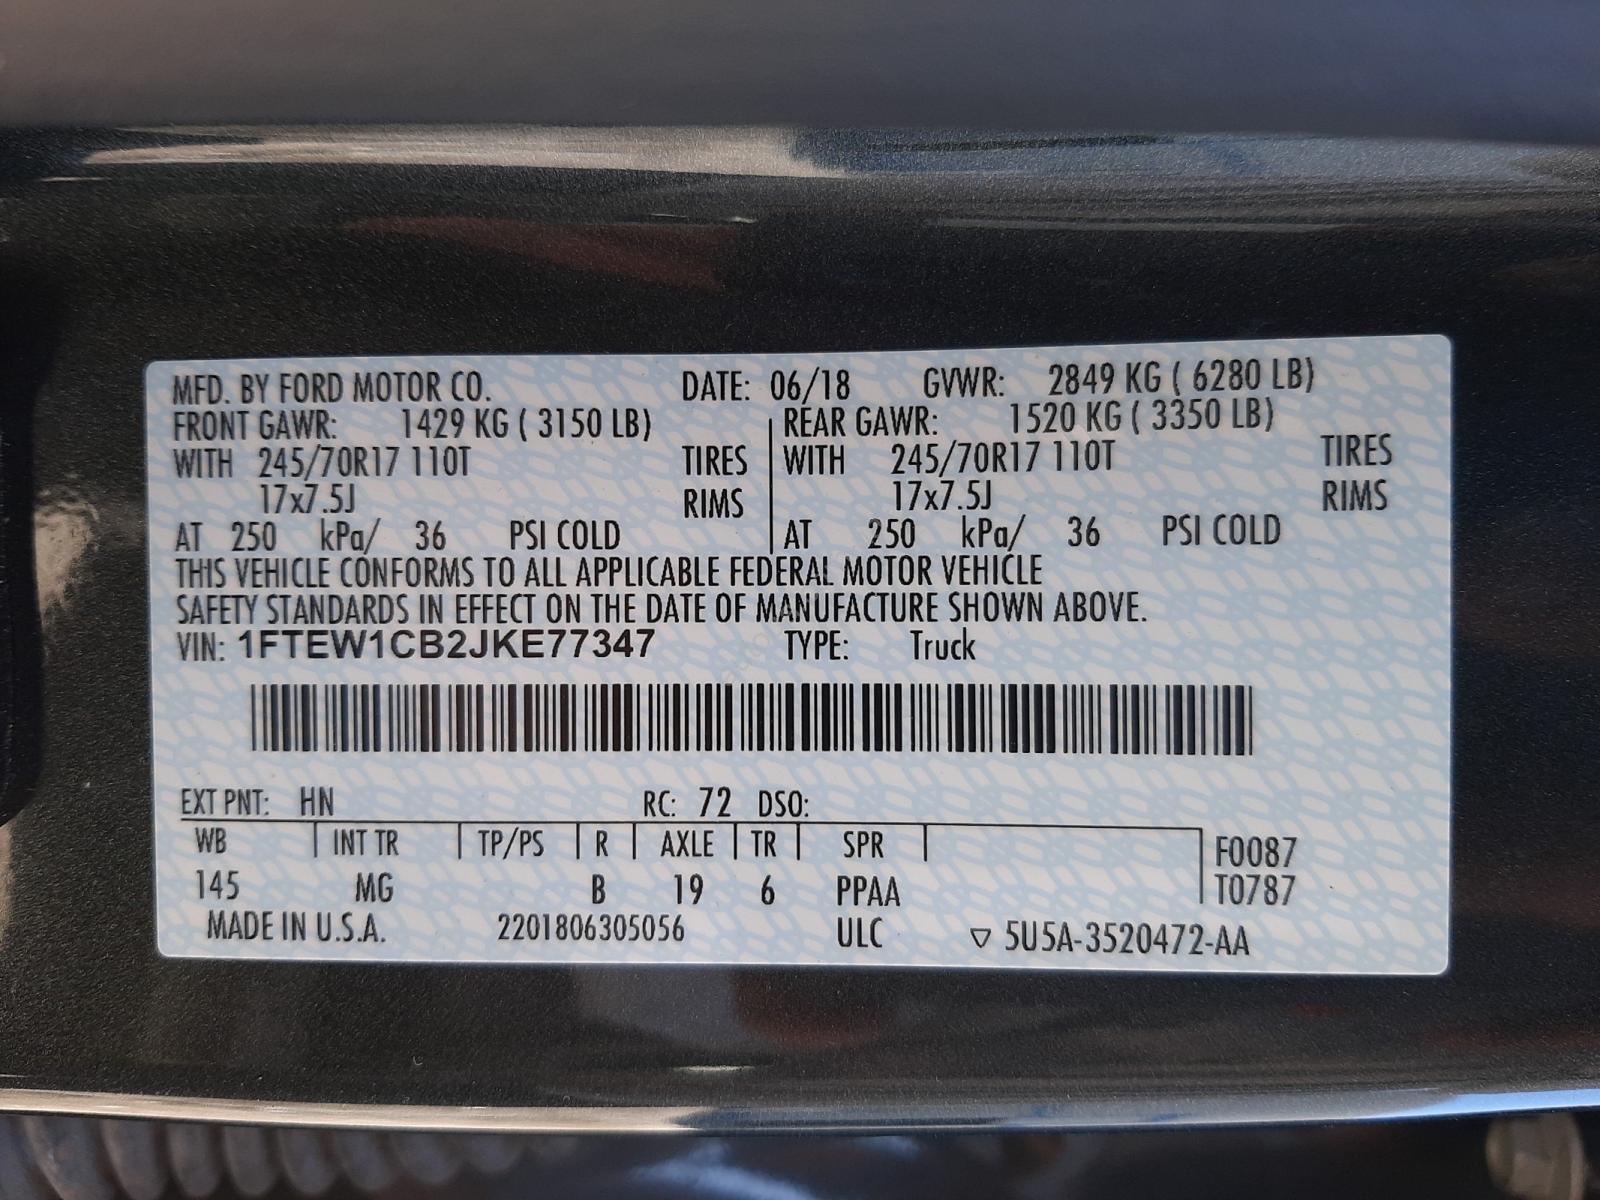 MFD. BY FORD MOTOR CO. DATE: 06/18 GVWR: 2849 KG ( 6280 LB)
FRONT GAWR: 1429 KG ( 3150 LB) REAR GAWR: 1520 KG ( 3350 LB)
WITH 245/70R17 110T TIRES WITH 245/70R17 110T TIRES
17x7.5J RIMS 17x7.5J RIMS
AT 250 kPa/ 36 PSI COLD AT 250 kPa/ 36 PSI COLD
THIS VEHICLE CONFORMS TO ALL APPLICABLE FEDERAL MOTOR VEHICLE
SAFETY STANDARDS IN EFFECT ON THE DATE OF MANUFACTURE SHOWN ABOVE.
VIN: 1FTEW1CB2JKE77347 TYPE: Truck
EXT PNT: HN RC: 72 DSO:
WB INT TR TP/PS R AXLE TR SPR F0087
145 MG B 19 6 PPAA T0787
MADE IN U.S.A. 2201806305056 ULC ▽ 5U5A-3520472-AA